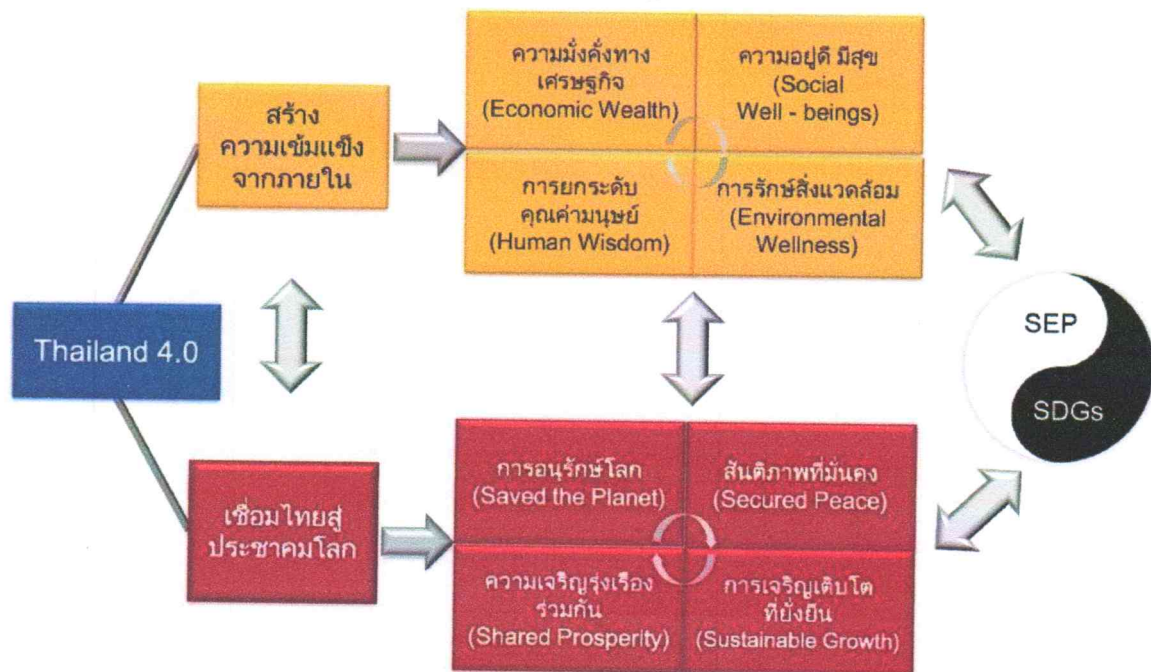 ความมั่งคั่งทาง
เศรษฐกิจ
(Economic Wealth)
ความอยู่ดี มีสุข
(Social
Well - beings)
สร้าง
ความเข้มแข็ง
จากภายใน
การยกระดับ
คุณค่ามนุษย์
(Human Wisdom)
การรักษ์สิ่งแวดล้อม
(Environmental
Wellness)
Thailand 4.0
SEP
SDGs
เชื่อมไทยสู่
ประชาคมโลก
การอนุรักษ์โลก
(Saved the Planet)
สันติภาพที่มั่นคง
(Secured Peace)
ความเจริญรุ่งเรือง
ร่วมกัน
(Shared Prosperity)
การเจริญเติบโต
ที่ยั่งยืน
(Sustainable Growth)